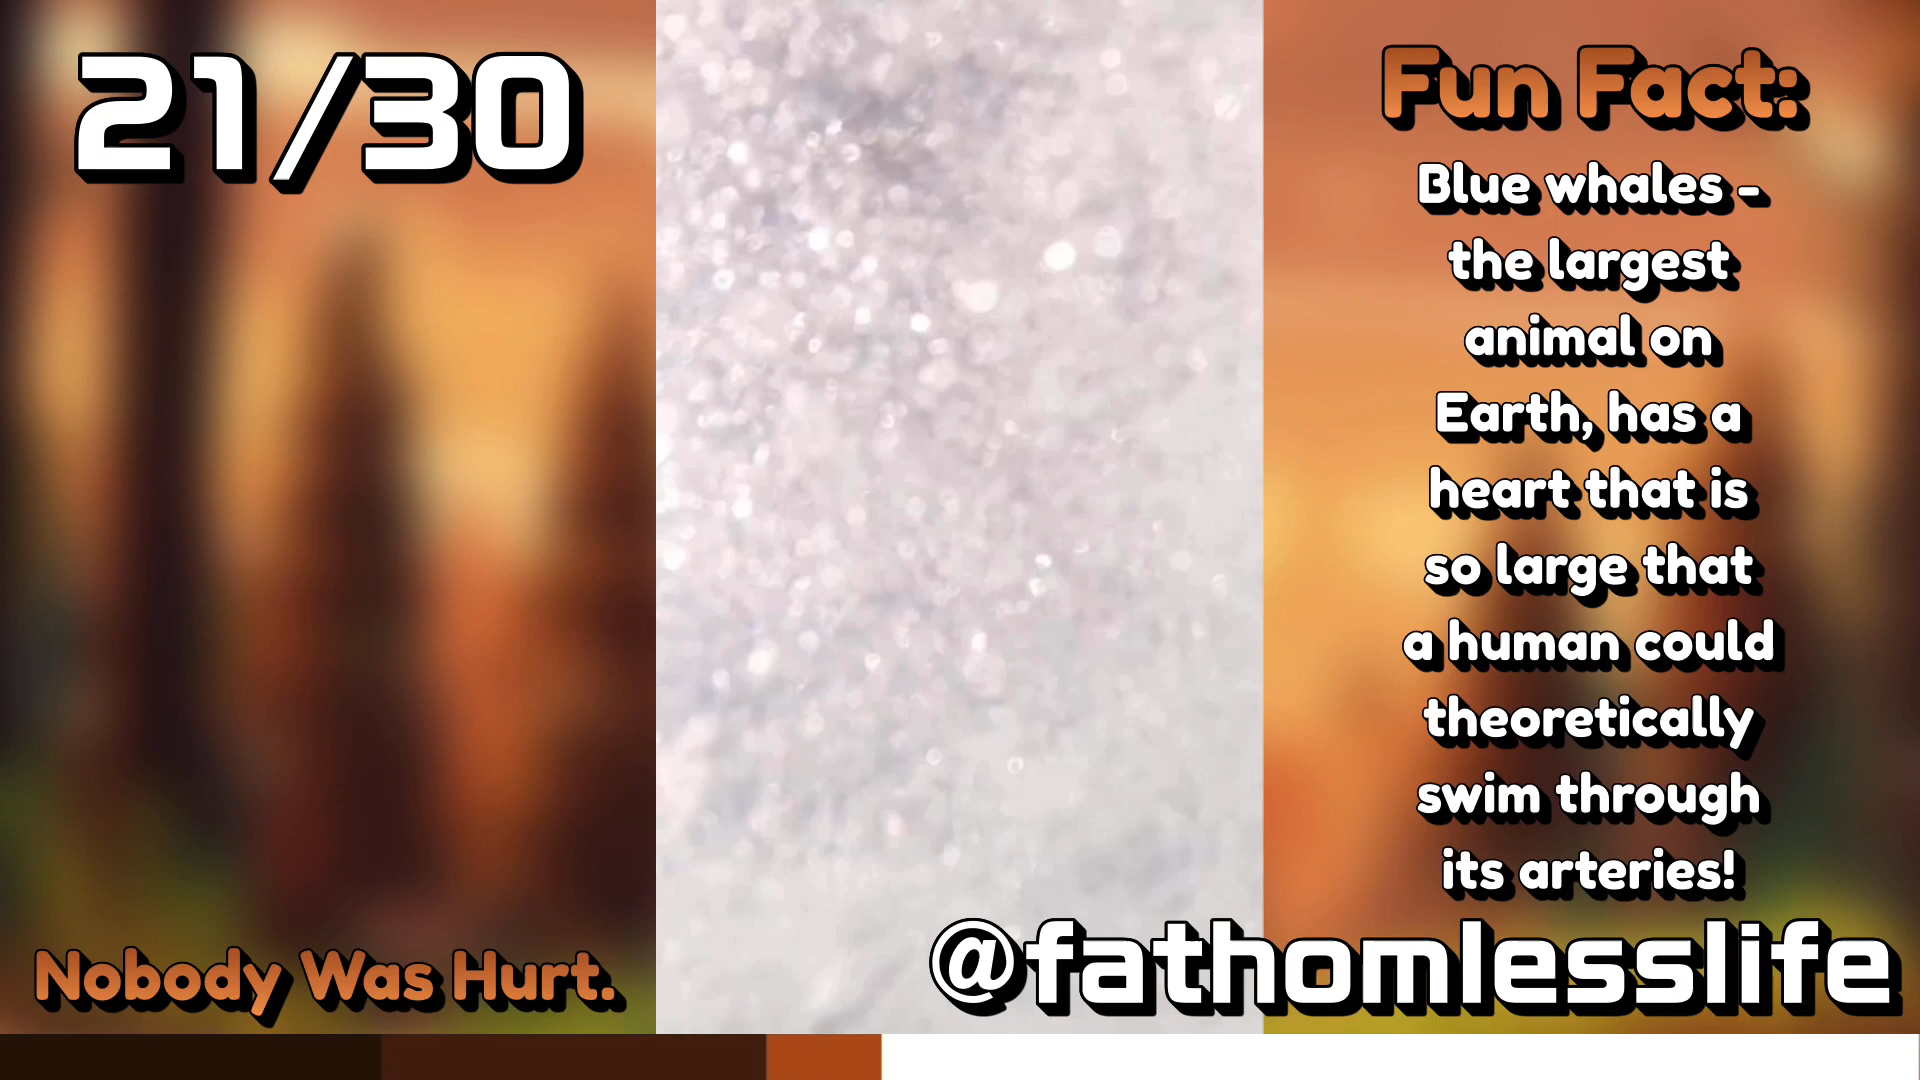 21/30
Fun Fact:
Blue whales -
the largest
animal on
Earth, has a
heart that is
so large that
a human could
theoretically
swim through
its arteries!
Nobody Was Hurt.
@fathomlesslife